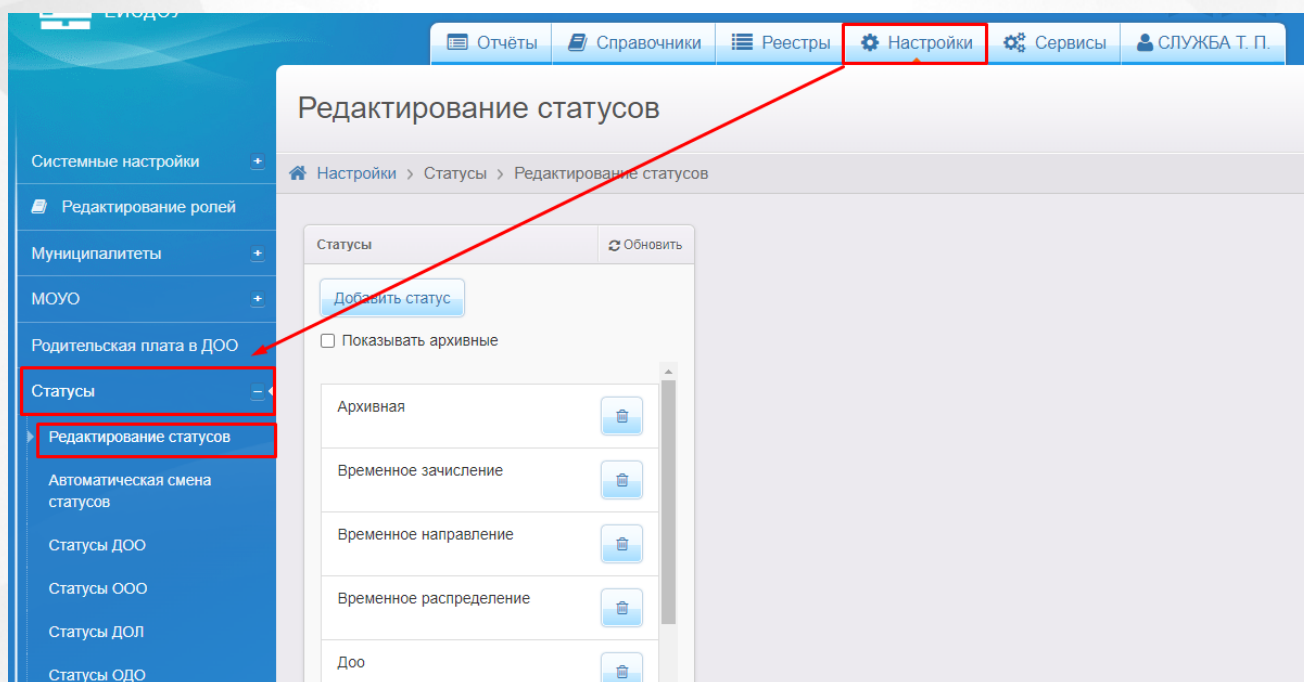 ЕИСДОУ
Отчёты Справочники Реестры Настройки Сервисы СЛУЖБА Т. П.
Редактирование статусов
Настройки > Статусы > Редактирование статусов
Системные настройки
Редактирование ролей
Муниципалитеты
МОУО
Родительская плата в ДОО
Статусы
Редактирование статусов
Автоматическая смена
статусов
Статусы ДОО
Статусы ООО
Статусы ДОЛ
Статусы ОДО
Статусы Обновить
Добавить статус
Показывать архивные
Архивная
Временное зачисление
Временное направление
Временное распределение
Доо